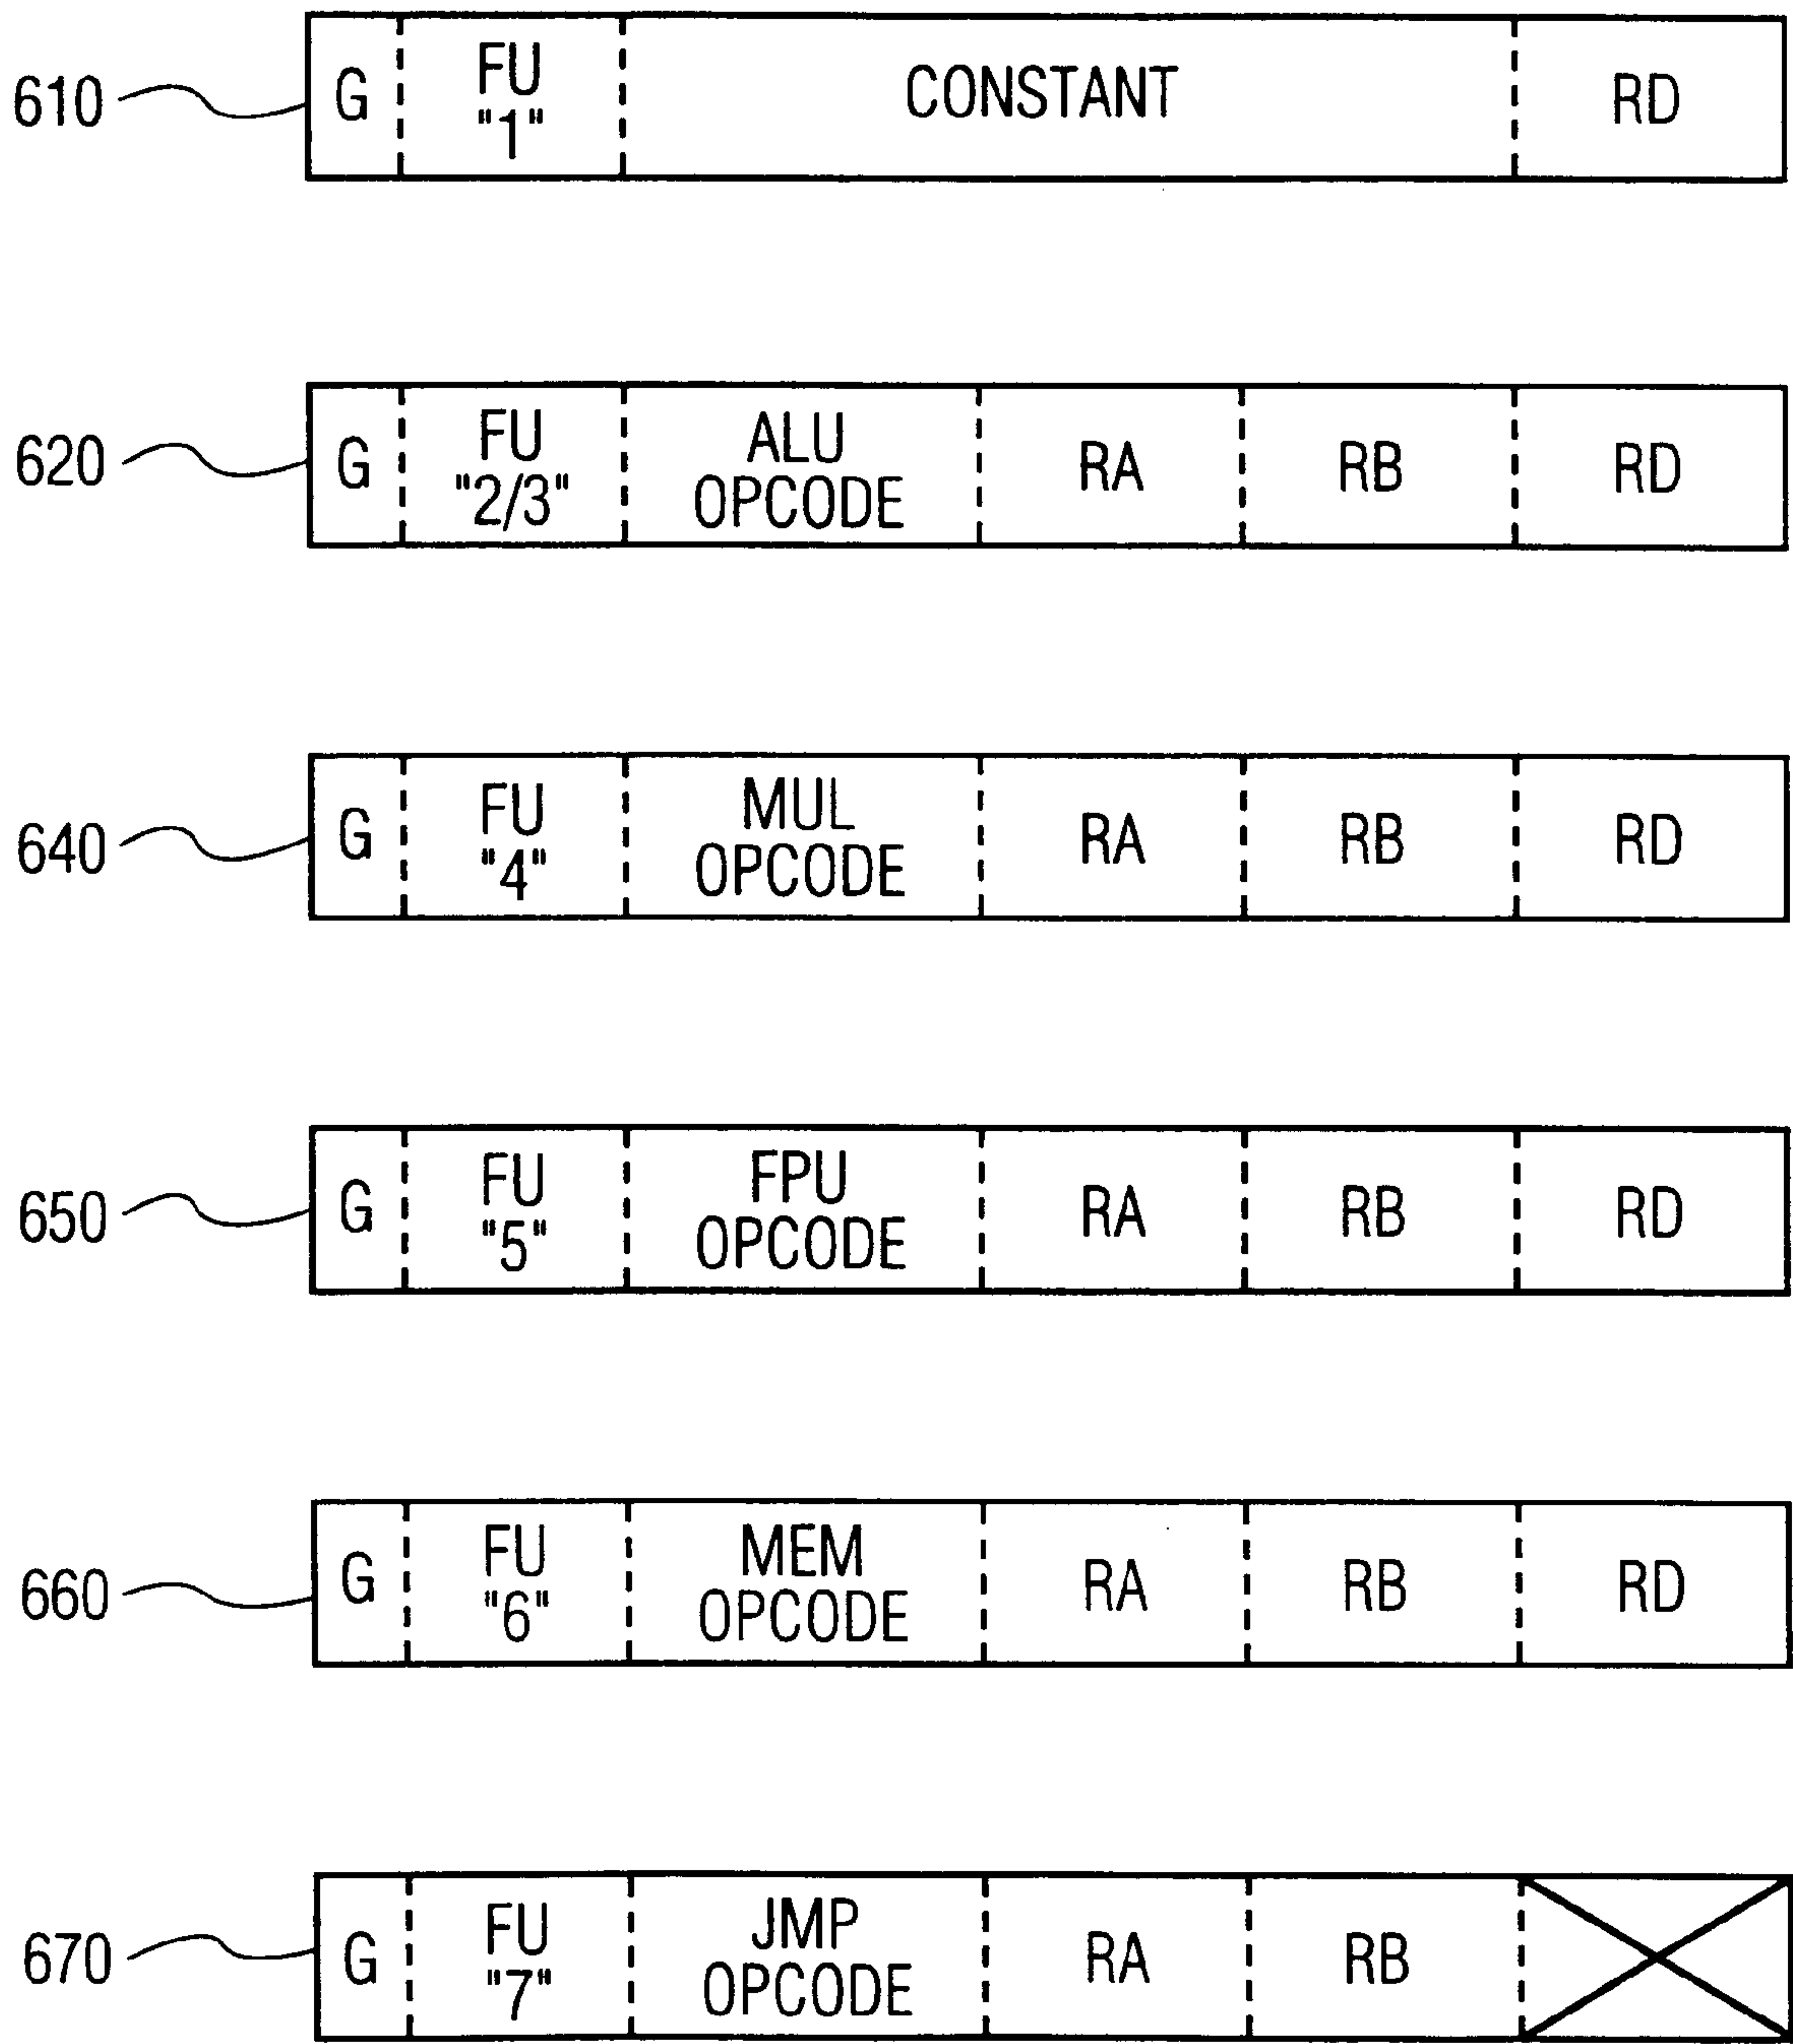 610 G FU "1" CONSTANT RD
620 G FU "2/3" ALU OPCODE RA RB RD
640 G FU "4" MUL OPCODE RA RB RD
650 G FU "5" FPU OPCODE RA RB RD
660 G FU "6" MEM OPCODE RA RB RD
670 G FU "7" JMP OPCODE RA RB